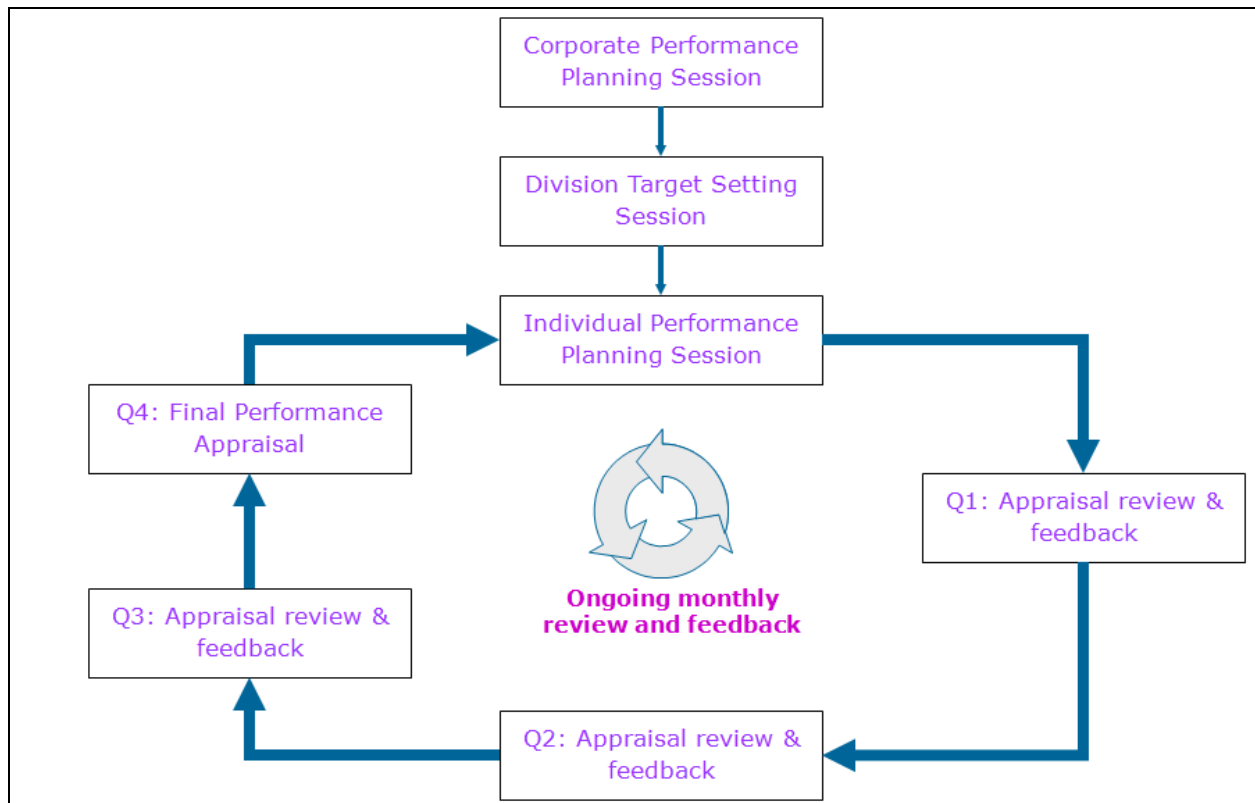 Corporate Performance
Planning Session
Division Target Setting
Session
Individual Performance
Planning Session
Q4: Final Performance
Appraisal
Q1: Appraisal review &
feedback
Ongoing monthly
review and feedback
Q3: Appraisal review &
feedback
Q2: Appraisal review &
feedback